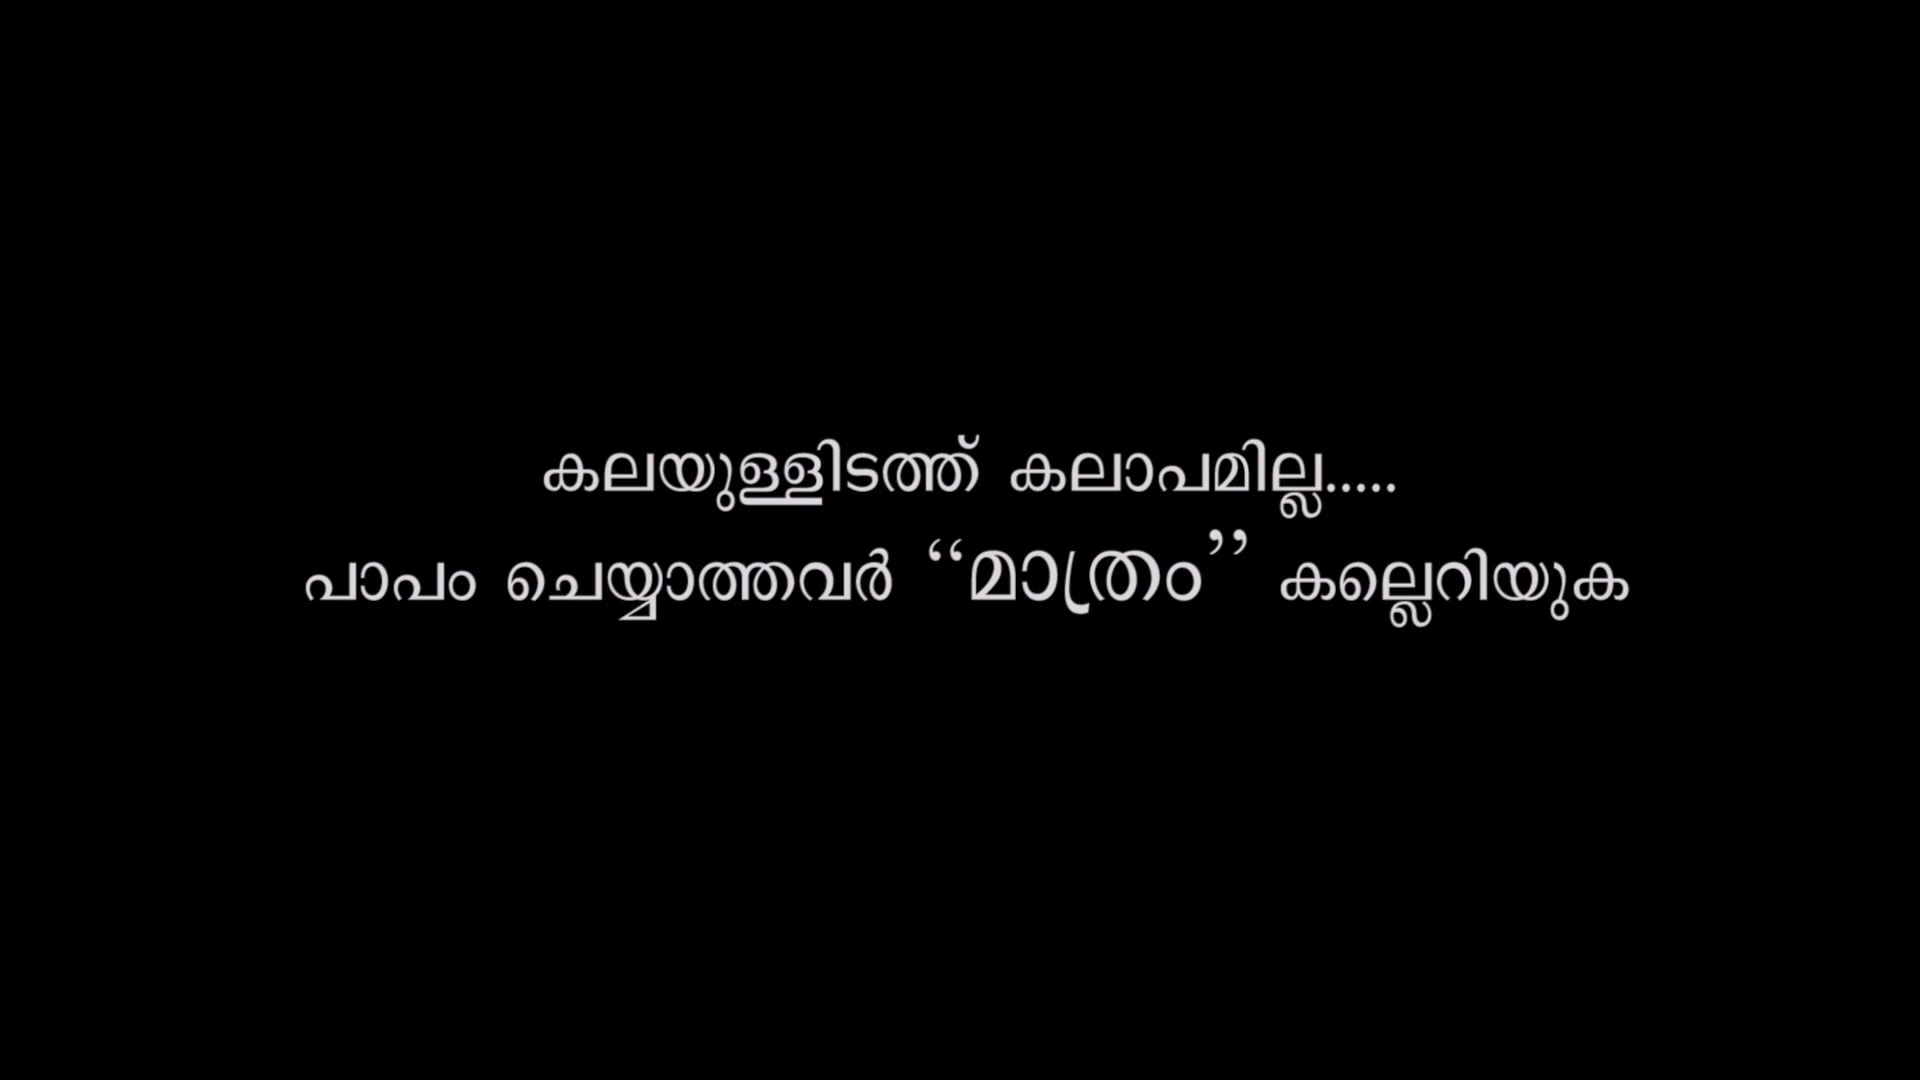 കലയുള്ളിടത്ത് കലാപമില്ല.....
പാപം ചെയ്യാത്തവർ “മാത്രം” കല്ലെറിയുക